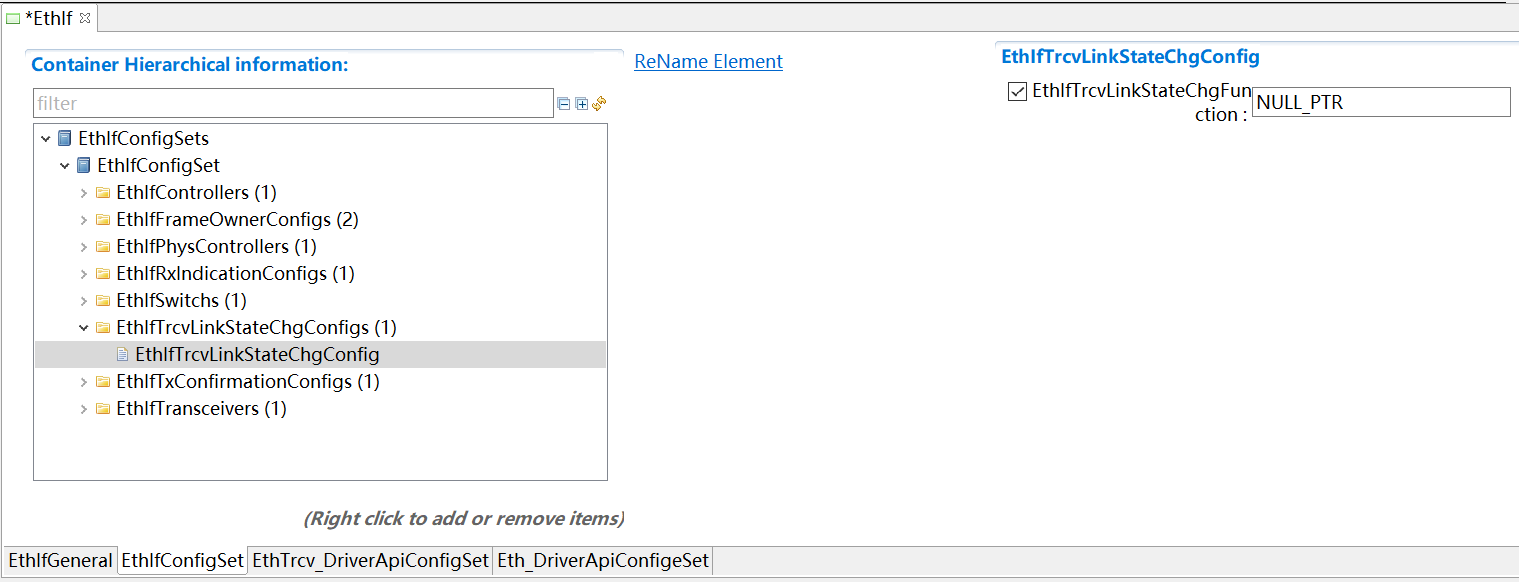 *EthIf
Container Hierarchical information:
filter
EthIfConfigSets
EthIfConfigSet
EthIfControllers (1)
EthIfFrameOwnerConfigs (2)
EthIfPhysControllers (1)
EthIfRxIndicationConfigs (1)
EthIfSwitchs (1)
EthIfTrcvLinkStateChgConfigs (1)
EthIfTrcvLinkStateChgConfig
EthIfTxConfirmationConfigs (1)
EthIfTransceivers (1)
(Right click to add or remove items)
ReName Element
EthIfTrcvLinkStateChgConfig
EthIfTrcvLinkStateChgFun
ction :
NULL_PTR
EthIfGeneral
EthIfConfigSet
EthTrcv_DriverApiConfigSet
Eth_DriverApiConfigeSet